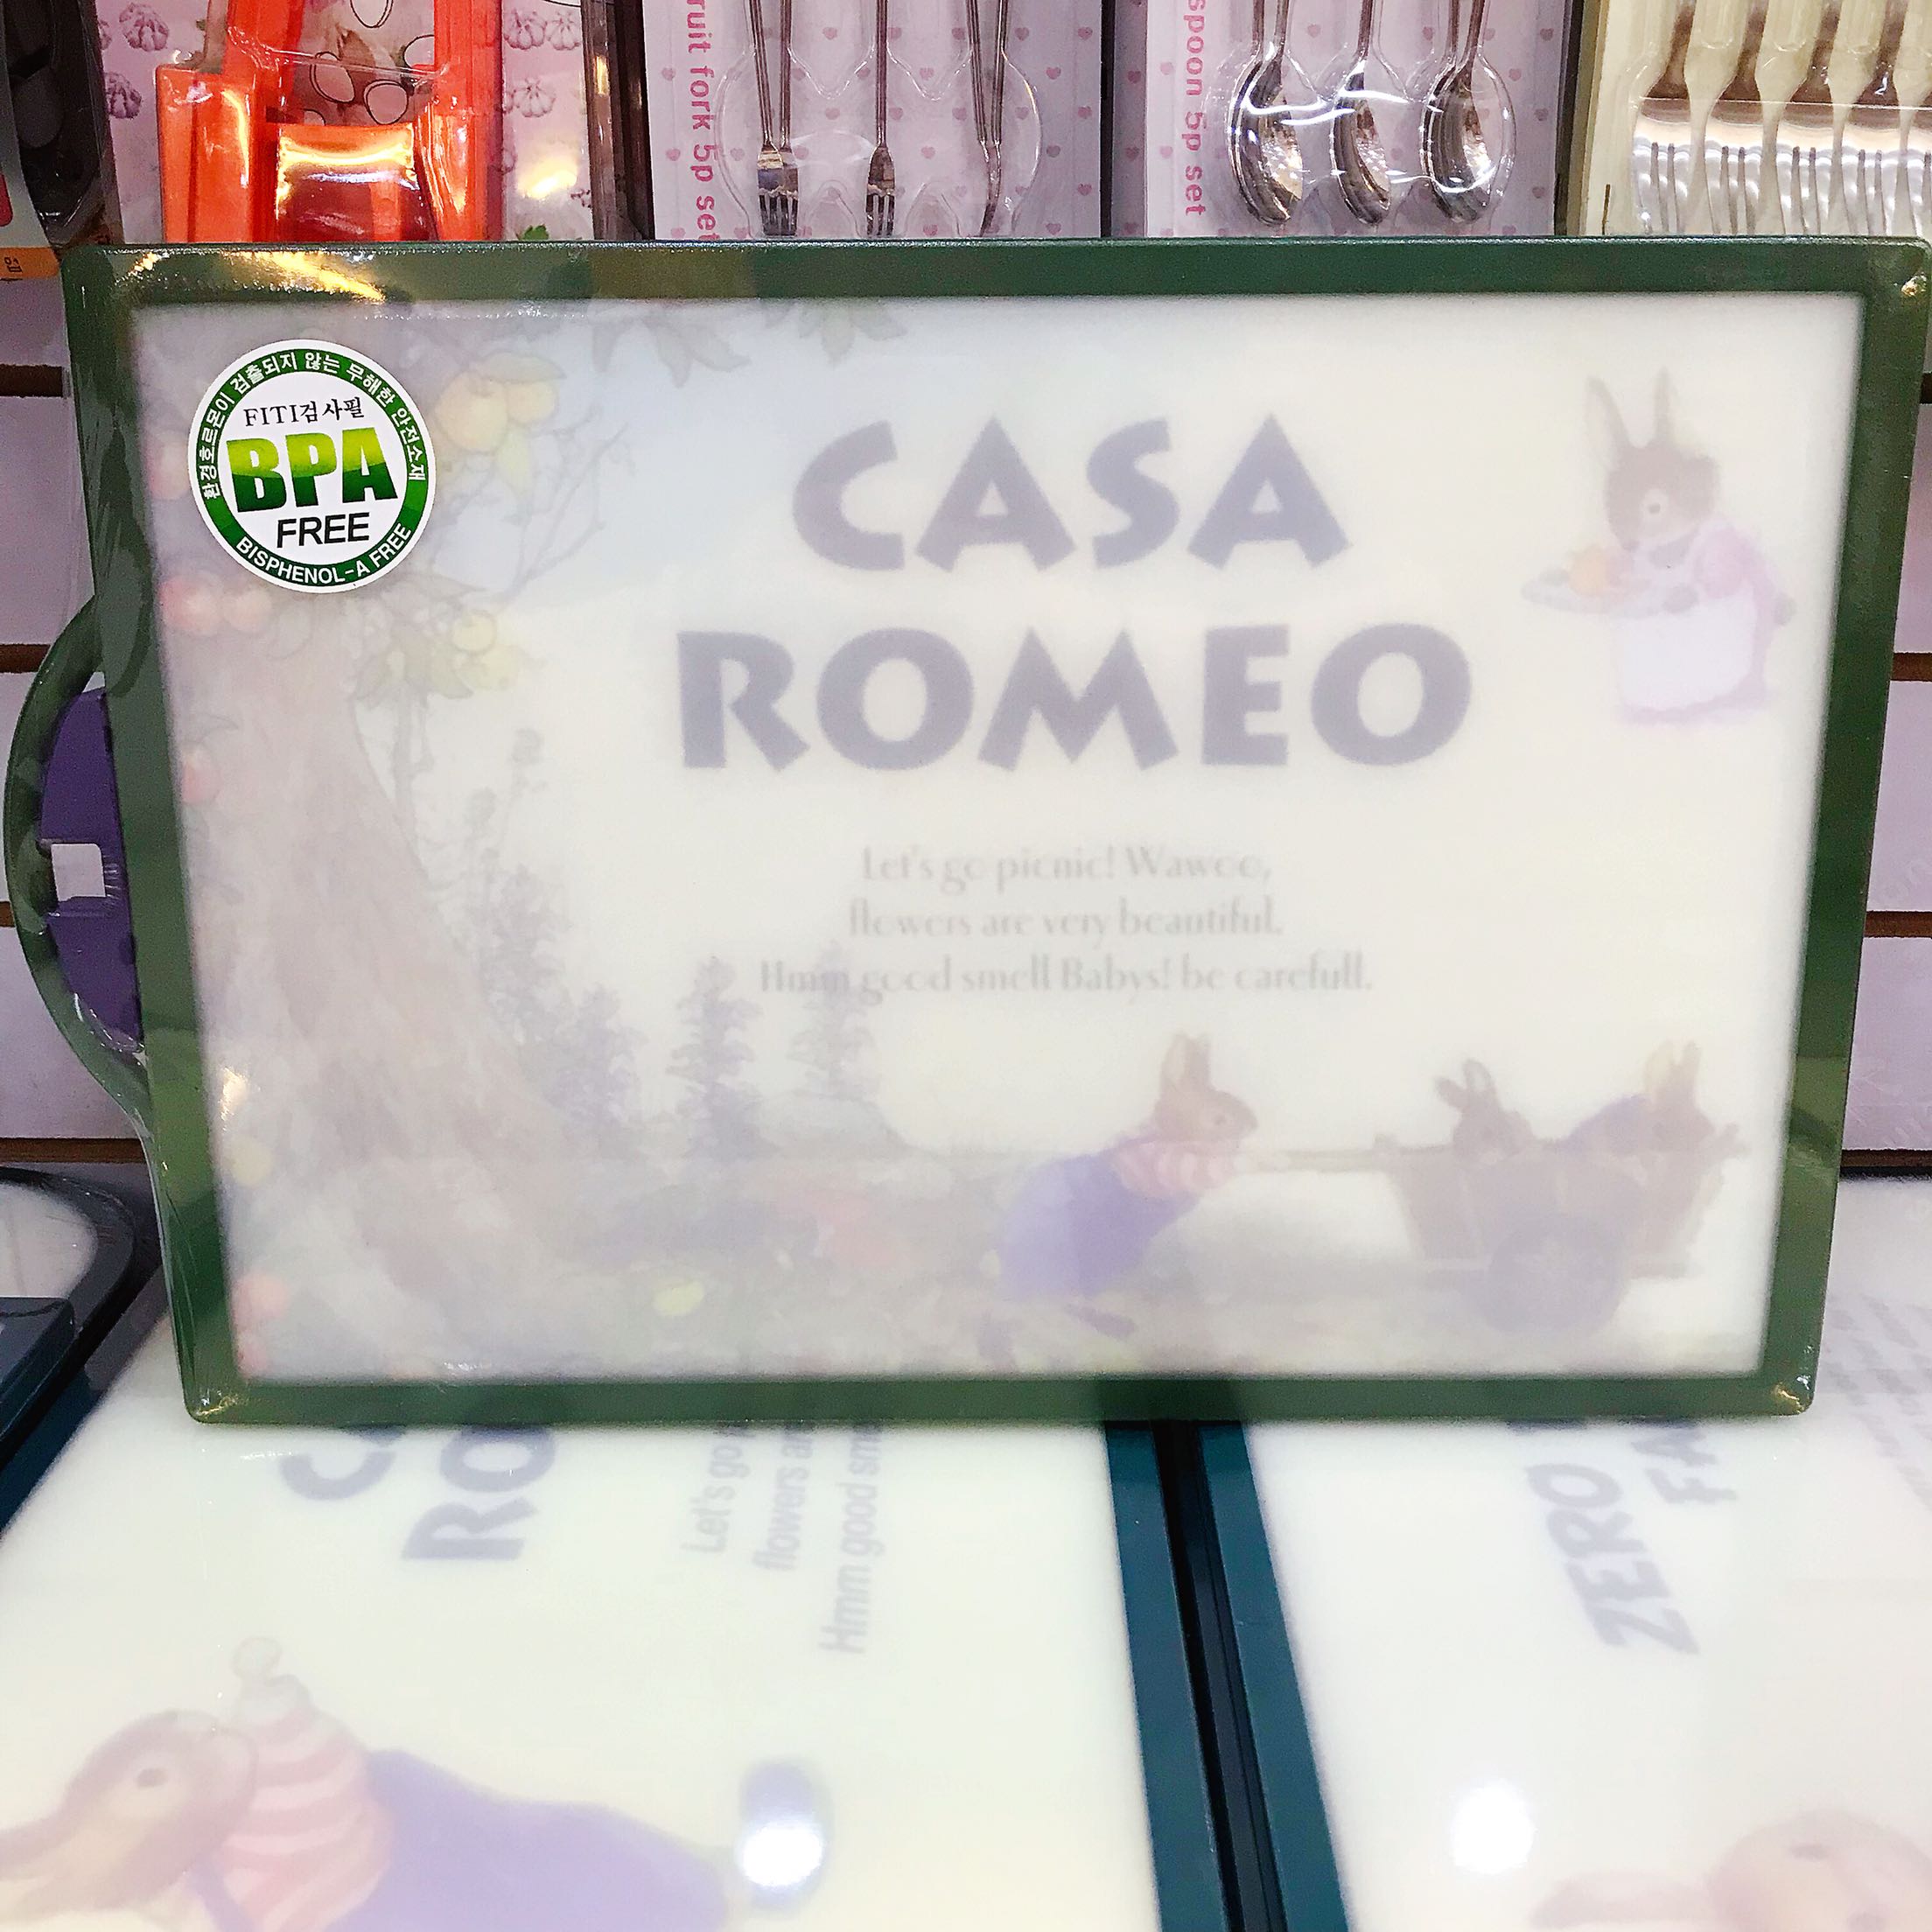 fruit fork 5p set
spoon 5p set
환경호르몬이 검출되지 않는 무해한 안전소재
FITI검사필
BPA
FREE
BISPHENOL-A FREE
CASA
ROMEO
Let's go picnic! Wawoo,
flowers are very beautiful.
Hmm good smell Babys! be carefull.
RO
Let's go
flowers
Hmm good
ZERO